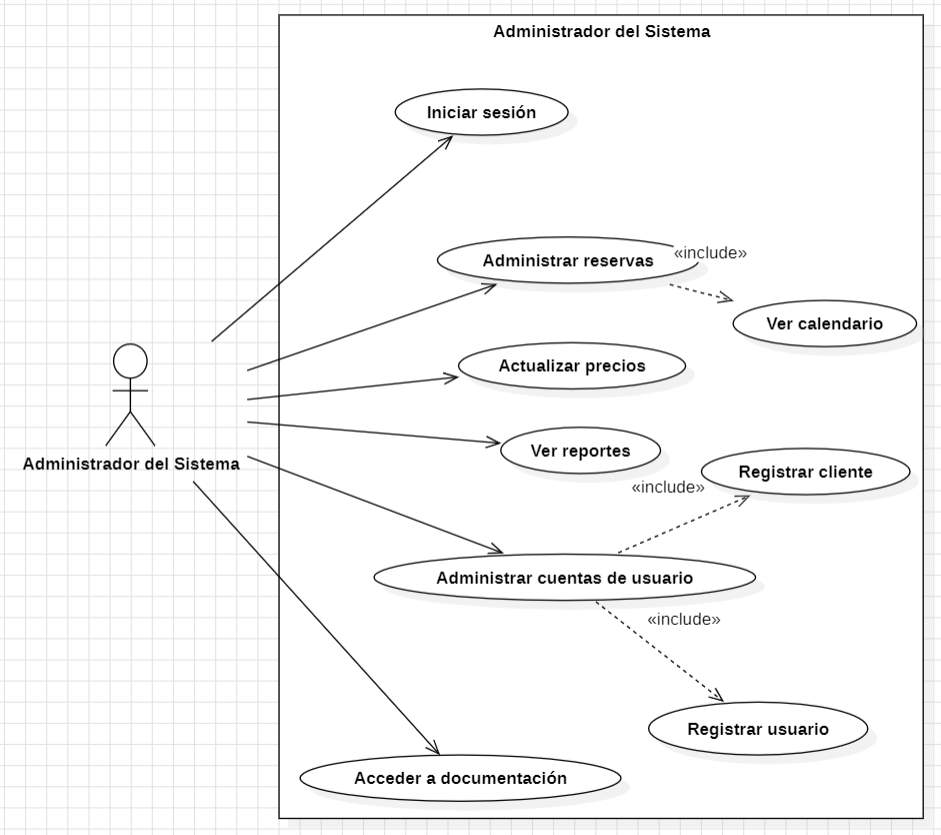 Administrador del Sistema
Iniciar sesión
Administrar reservas
«include»
Ver calendario
Actualizar precios
Ver reportes
Administrador del Sistema
Registrar cliente
«include»
Administrar cuentas de usuario
«include»
Registrar usuario
Acceder a documentación